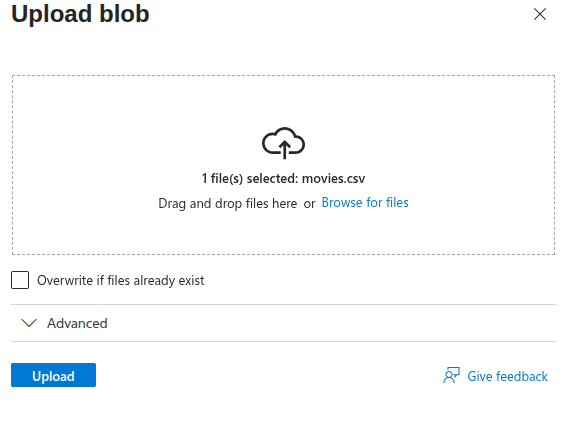 Upload blob
1 file(s) selected: movies.csv
Drag and drop files here or Browse for files
Overwrite if files already exist
Advanced
Upload
Give feedback